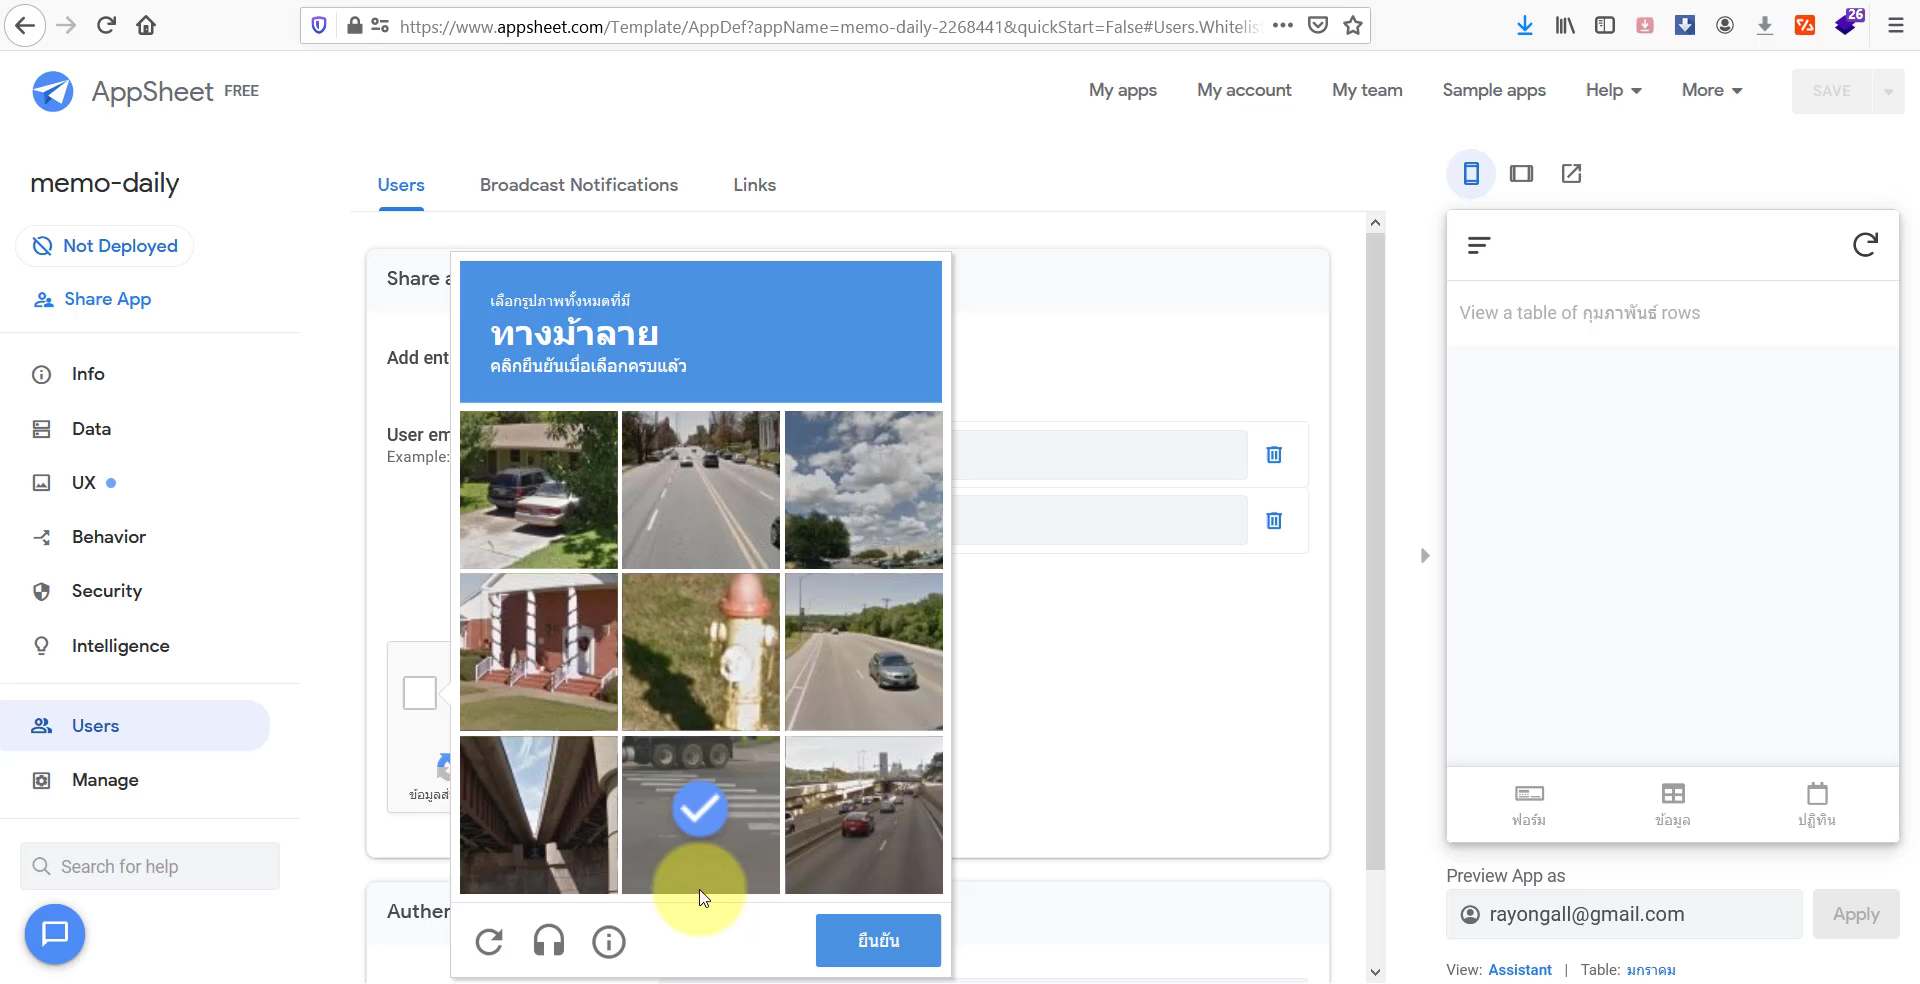 https://www.appsheet.com/Template/AppDef?appName=memo-daily-2268441&quickStart=False#Users.Whitelis
26
AppSheet FREE
My apps
My account
My team
Sample apps
Help
More
SAVE
memo-daily
Not Deployed
Share App
Info
Data
UX
Behavior
Security
Intelligence
Users
Manage
Search for help
Users
Broadcast Notifications
Links
Share a
Add ent
User em
Example:
ข้อมูลส่
Auther
เลือกรูปภาพทั้งหมดที่มี
ทางม้าลาย
คลิกยืนยันเมื่อเลือกครบแล้ว
ยืนยัน
View a table of กุมภาพันธ์ rows
ฟอร์ม
ข้อมูล
ปฏิทิน
Preview App as
rayongall@gmail.com
Apply
View: Assistant | Table: มกราคม